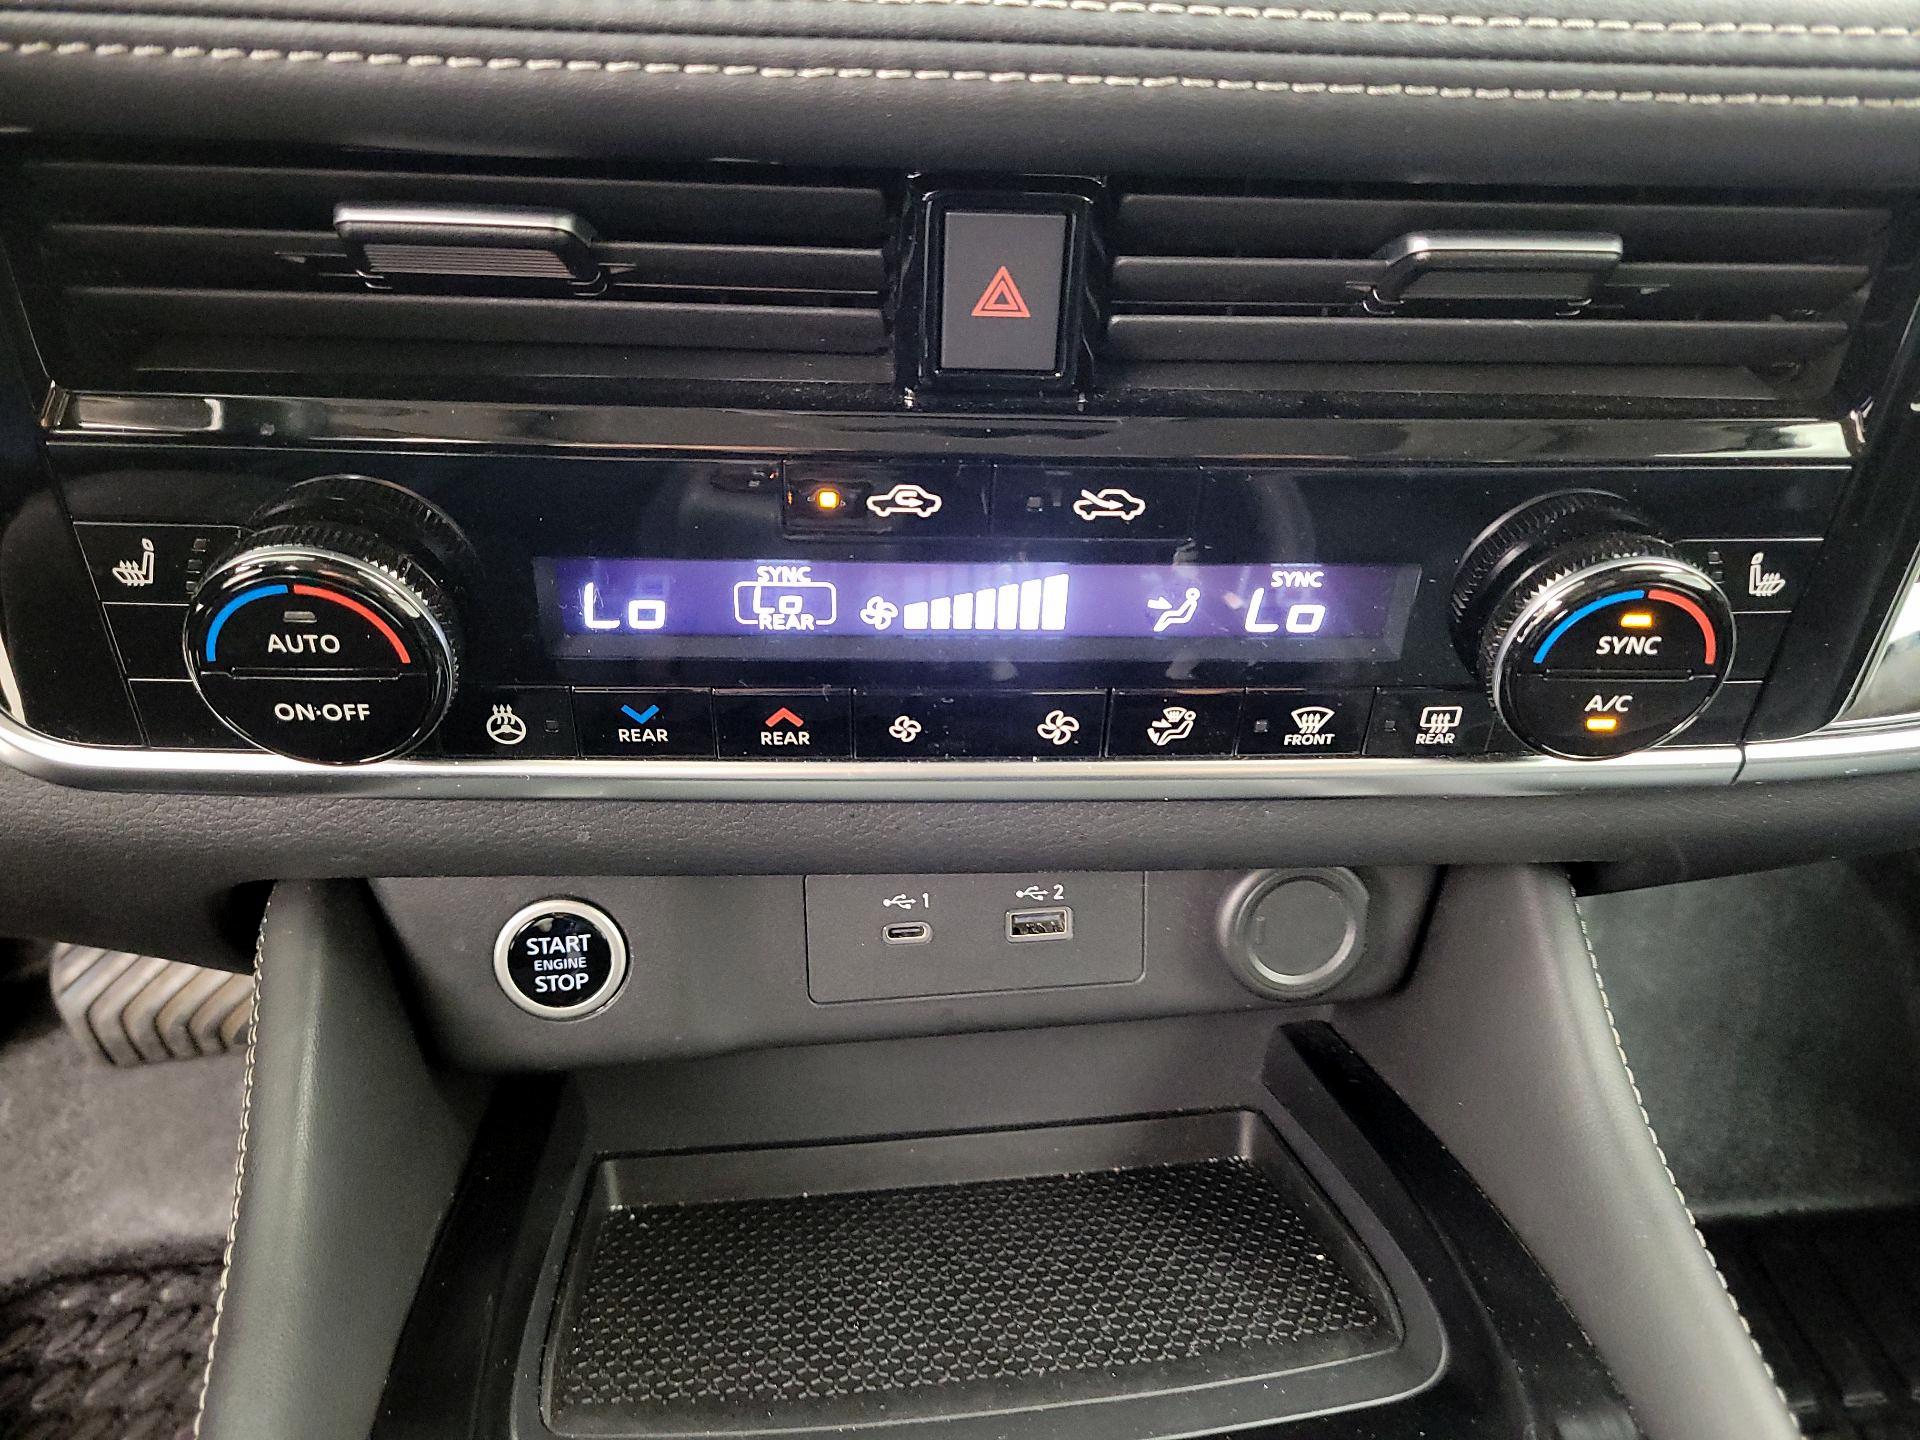 SYNC
SYNC
Lo
Lo
Lo
REAR
AUTO
ON·OFF
SYNC
A/C
REAR
REAR
FRONT
REAR
1
2
START
ENGINE
STOP